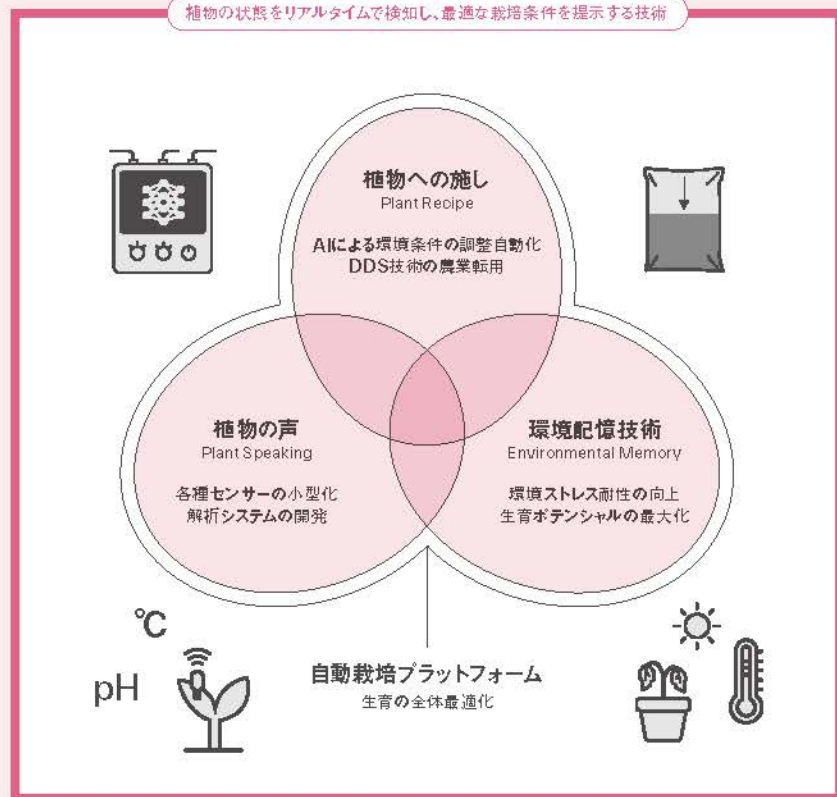 植物の状態をリアルタイムで検知し、最適な栽培条件を提示する技術
植物への施し
Plant Recipe
AIによる環境条件の調整自動化
DDS技術の農業転用
植物の声
Plant Speaking
各種センサーの小型化
解析システムの開発
環境記憶技術
Environmental Memory
環境ストレス耐性の向上
生育ポテンシャルの最大化
℃
pH
自動栽培プラットフォーム
生育の全体最適化